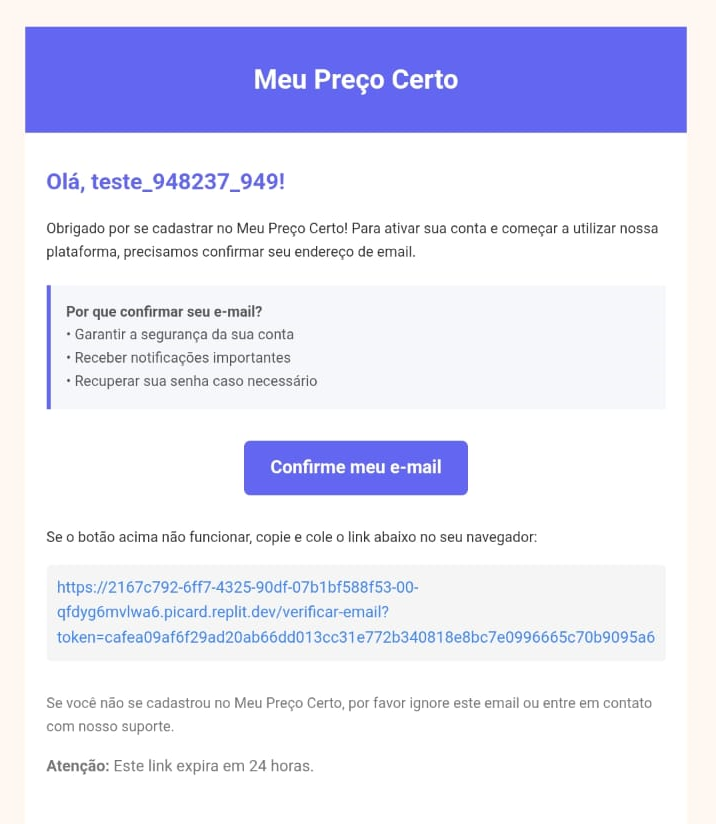 Meu Preço Certo
Olá, teste_948237_949!
Obrigado por se cadastrar no Meu Preço Certo! Para ativar sua conta e começar a utilizar nossa
plataforma, precisamos confirmar seu endereço de email.
Por que confirmar seu e-mail?
• Garantir a segurança da sua conta
• Receber notificações importantes
• Recuperar sua senha caso necessário
Confirme meu e-mail
Se o botão acima não funcionar, copie e cole o link abaixo no seu navegador:
https://2167c792-6ff7-4325-90df-07b1bf588f53-00-
qfdyg6mvlwa6.picard.replit.dev/verificar-email?
token=cafea09af6f29ad20ab66dd013cc31e772b340818e8bc7e0996665c70b9095a6
Se você não se cadastrou no Meu Preço Certo, por favor ignore este email ou entre em contato
com nosso suporte.
Atenção: Este link expira em 24 horas.